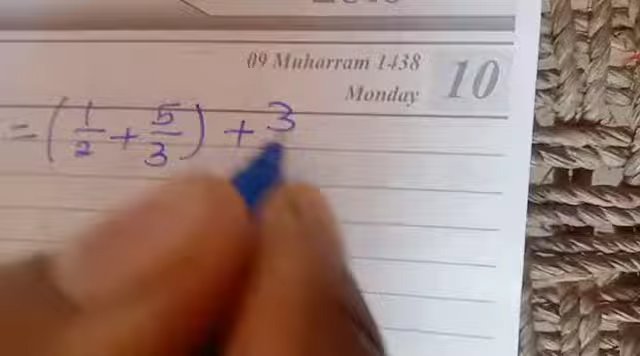 09 Muharram 1438
Monday
10
= (1/2 + 5/3) + 3